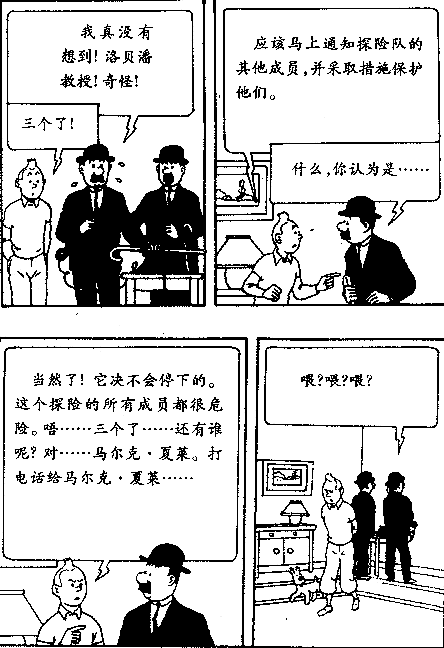 我真没有
想到！洛贝潘
教授！奇怪！
三个了！
应该马上通知探险队的
其他成员，并采取措施保护
他们。
什么，你认为是……
当然了！它决不会停下的。
这个探险的所有成员都很危
险。唔……三个了……还有谁
呢？对……马尔克·夏莱。打
电话给马尔克·夏莱……
喂？喂？喂？